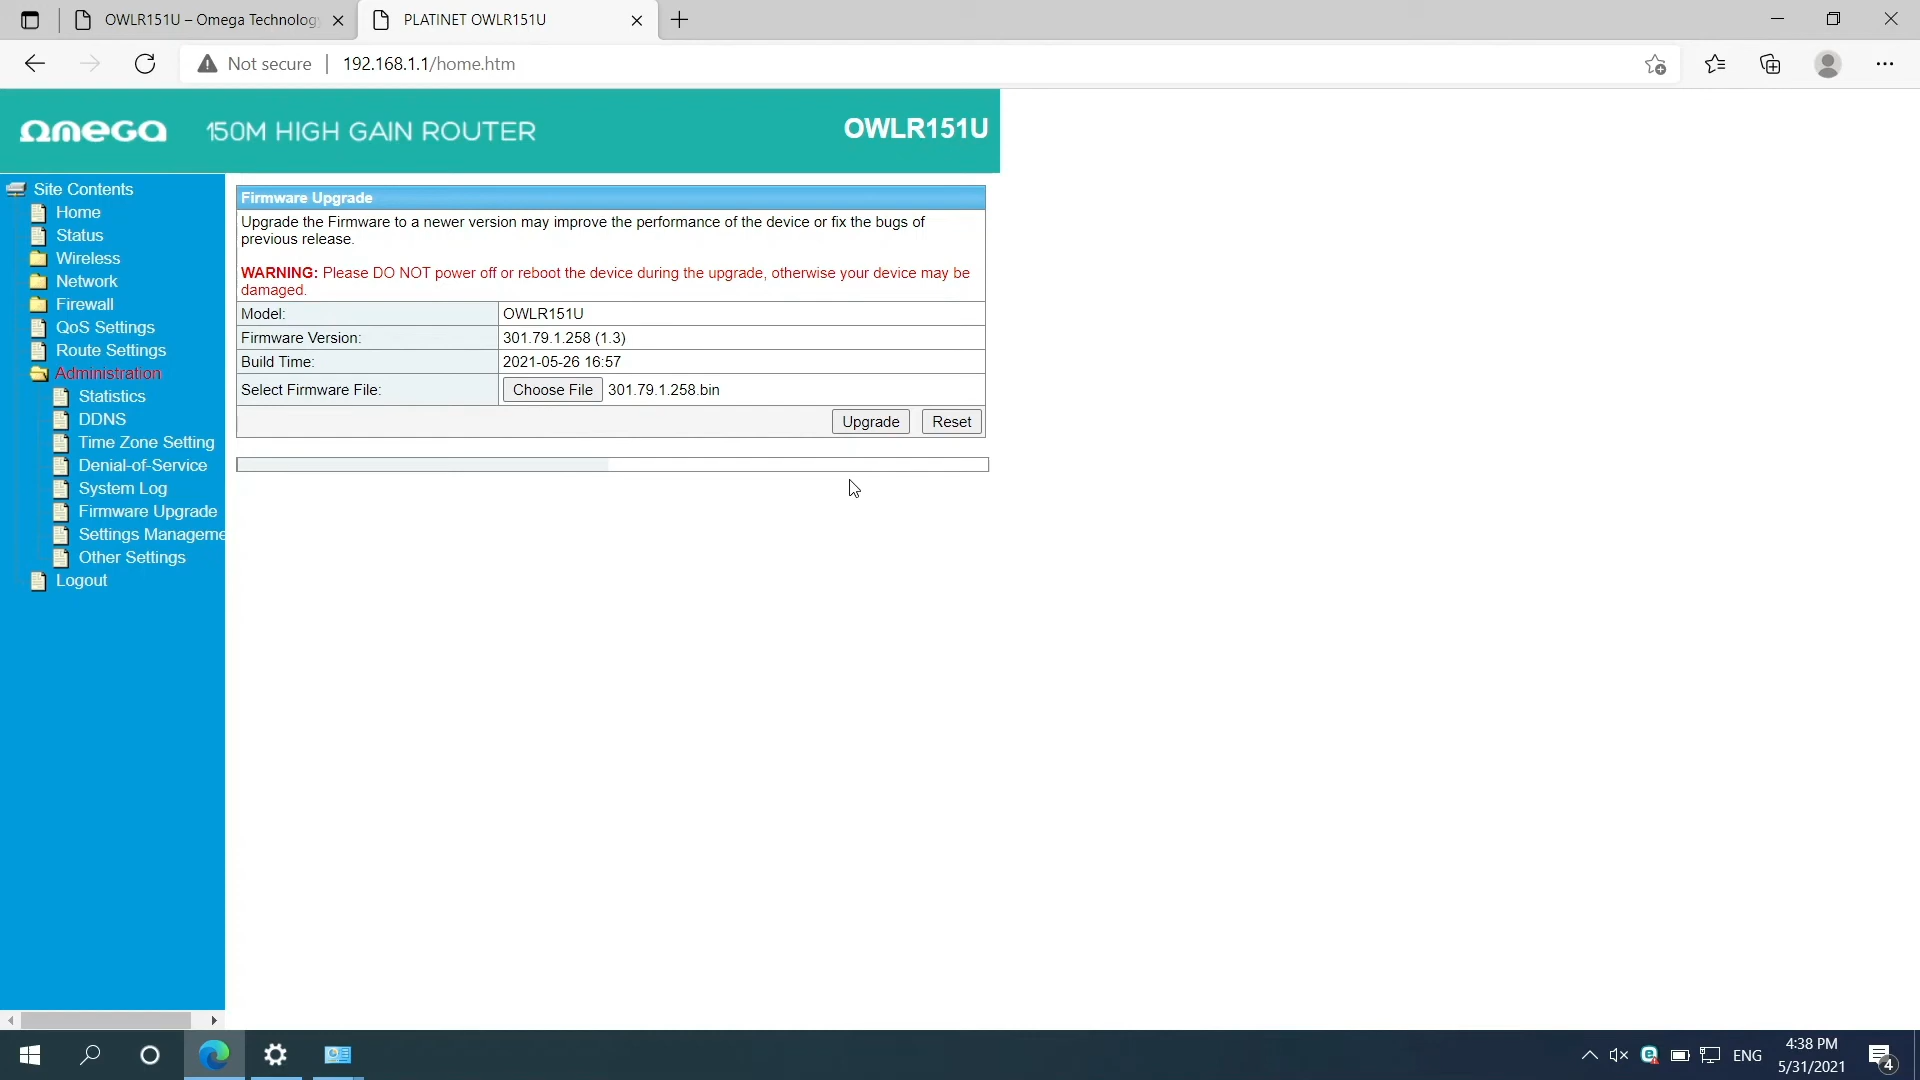 OWLR151U – Omega Technology
PLATINET OWLR151U
Not secure
192.168.1.1/home.htm
OMEGA
150M HIGH GAIN ROUTER
OWLR151U
Site Contents
Home
Status
Wireless
Network
Firewall
QoS Settings
Route Settings
Administration
Statistics
DDNS
Time Zone Setting
Denial-of-Service
System Log
Firmware Upgrade
Settings Manageme
Other Settings
Logout
Firmware Upgrade
Upgrade the Firmware to a newer version may improve the performance of the device or fix the bugs of
previous release.
WARNING: Please DO NOT power off or reboot the device during the upgrade, otherwise your device may be
damaged.
Model: OWLR151U
Firmware Version: 301.79.1.258 (1.3)
Build Time: 2021-05-26 16:57
Select Firmware File: Choose File 301.79.1.258.bin
Upgrade Reset
ENG
4:38 PM
5/31/2021
4